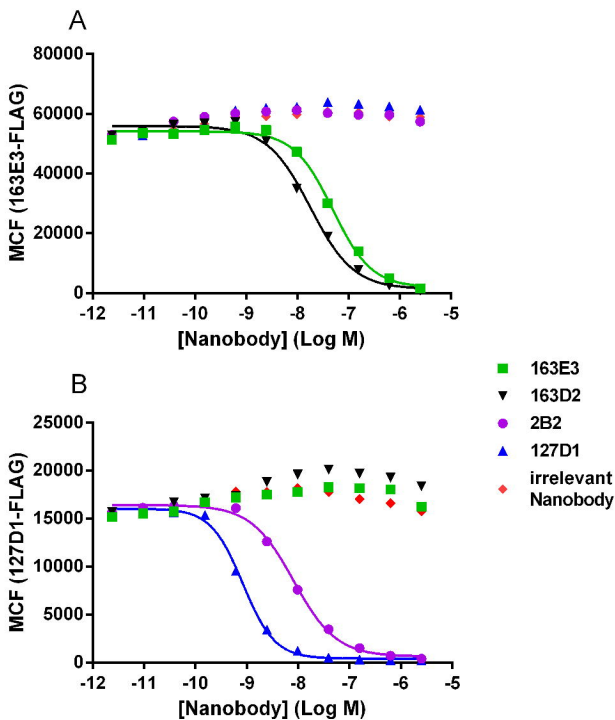 A
MCF (163E3-FLAG)
80000
60000
40000
20000
0
-12 -11 -10 -9 -8 -7 -6 -5
[Nanobody] (Log M)
B
MCF (127D1-FLAG)
25000
20000
15000
10000
5000
0
-12 -11 -10 -9 -8 -7 -6 -5
[Nanobody] (Log M)
163E3
163D2
2B2
127D1
irrelevant
Nanobody